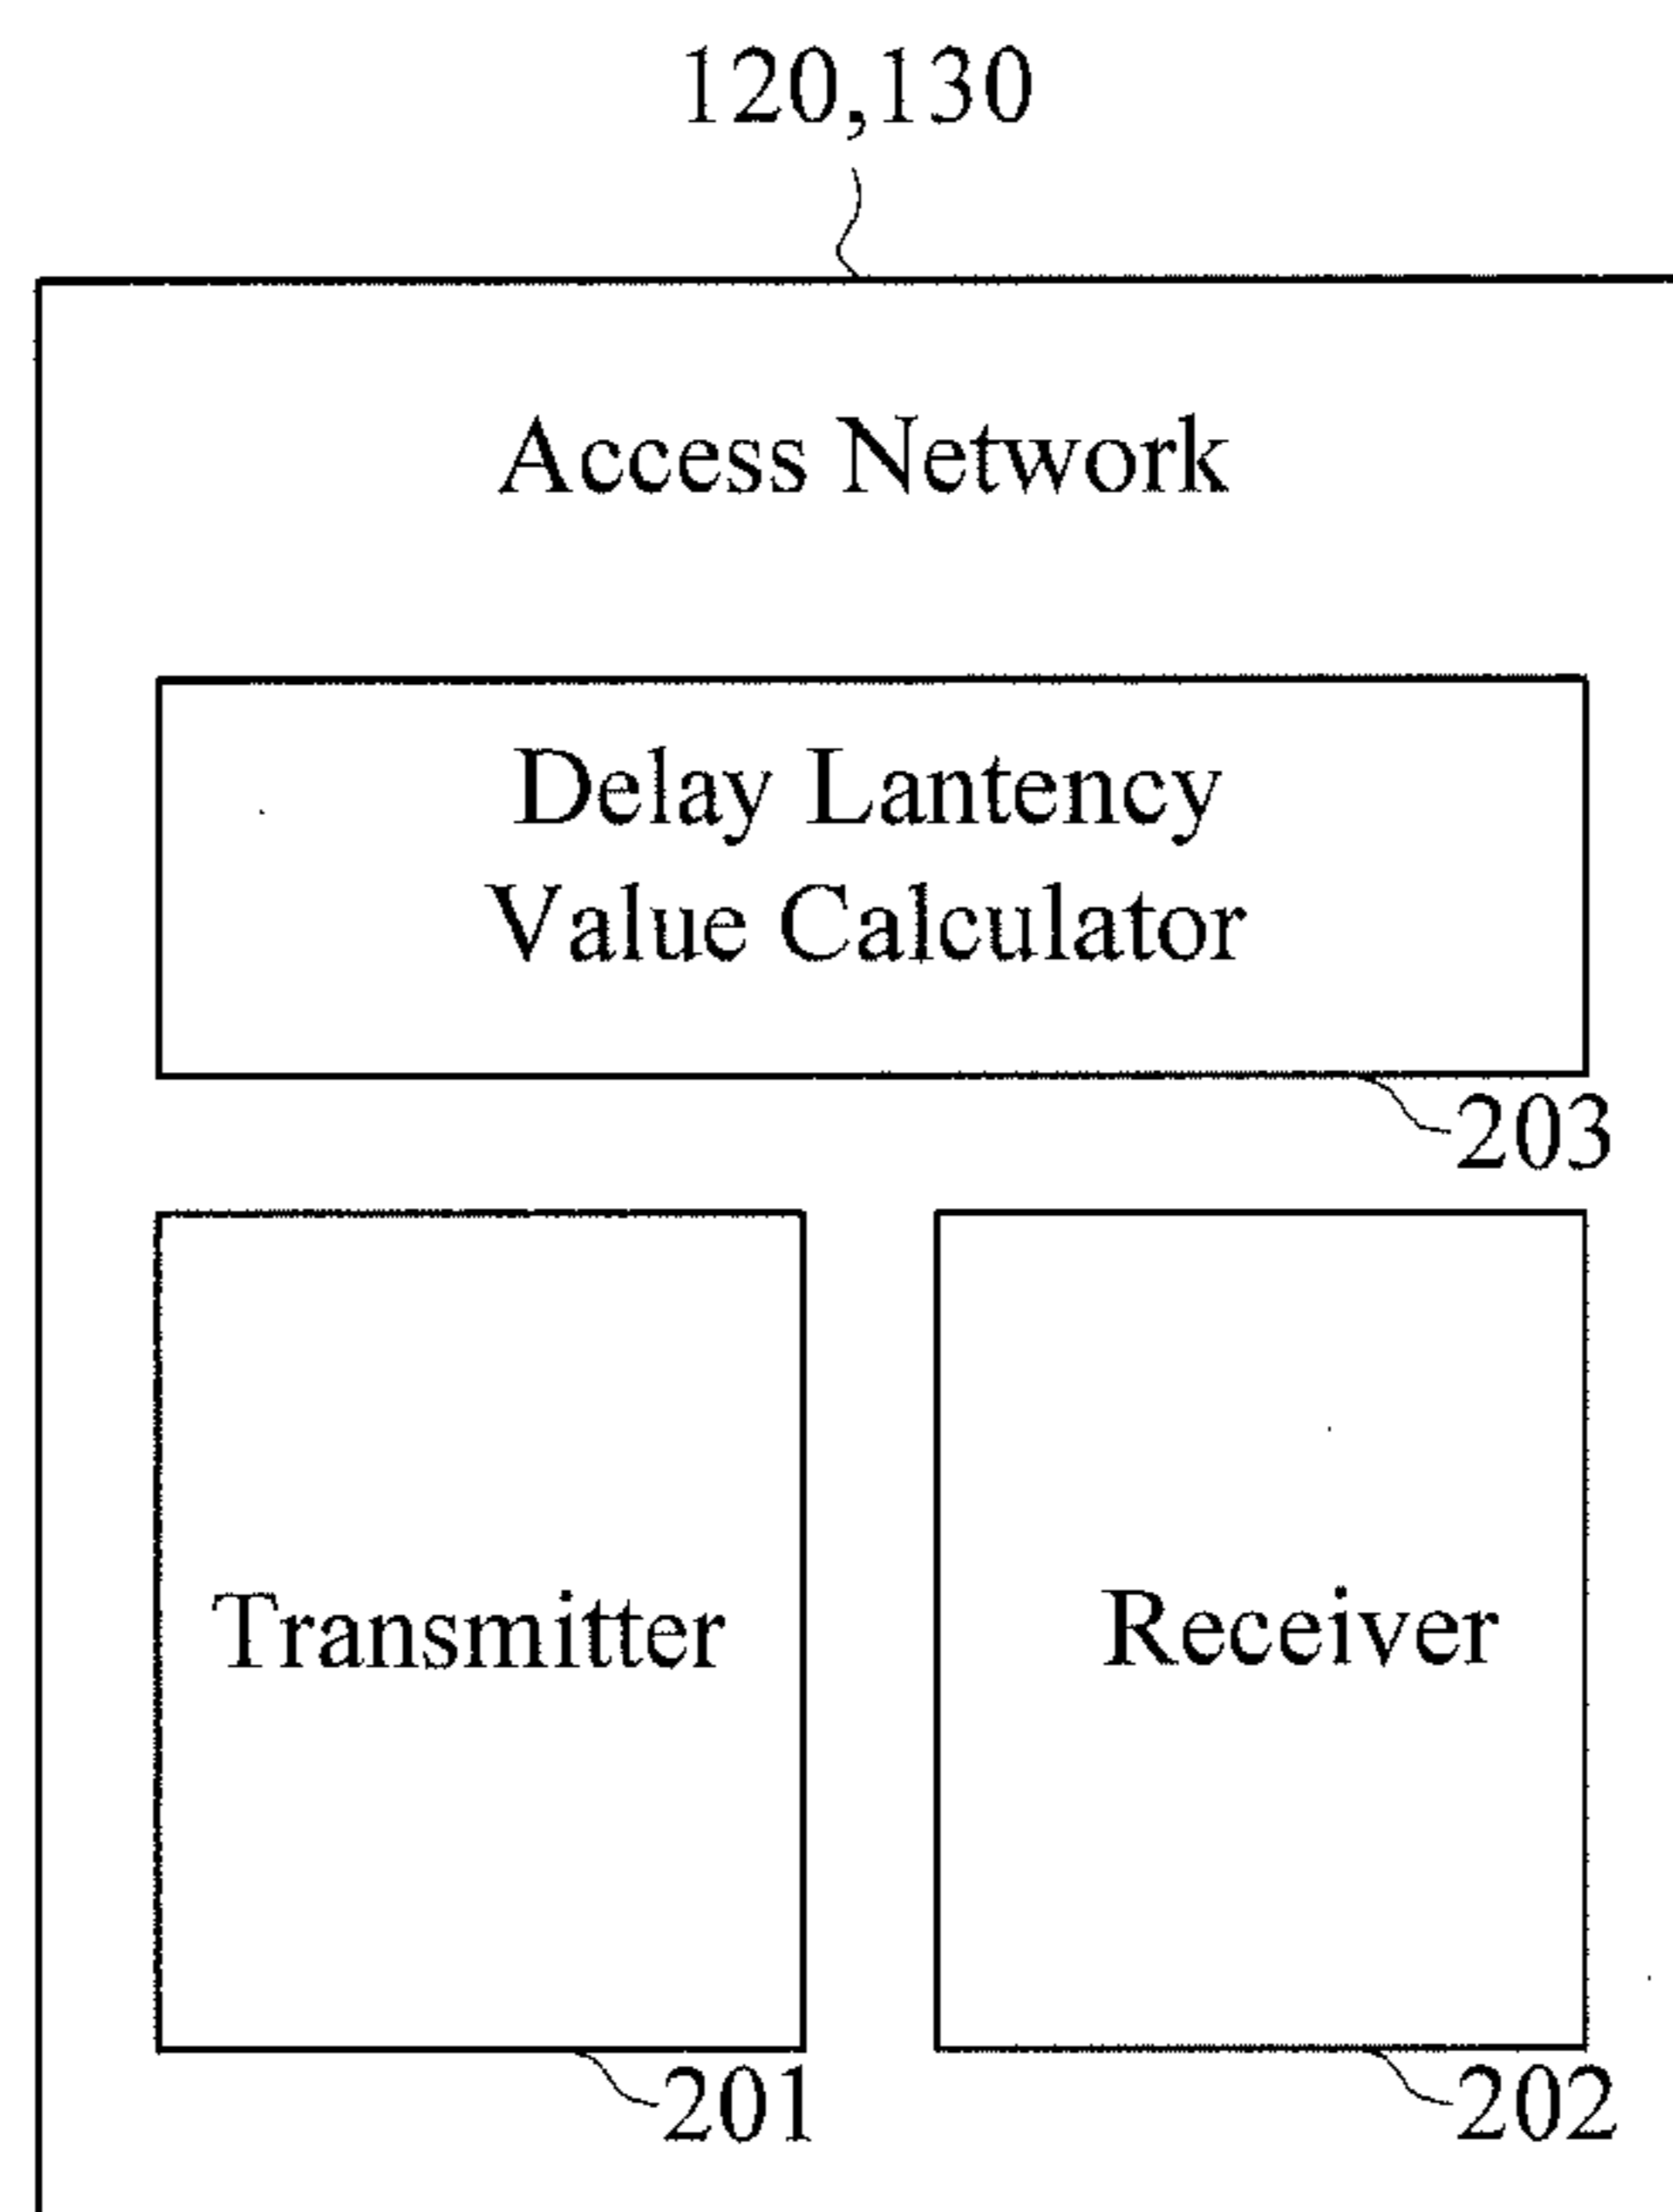 120,130
Access Network
Delay Lantency
Value Calculator
203
Transmitter
Receiver
201
202